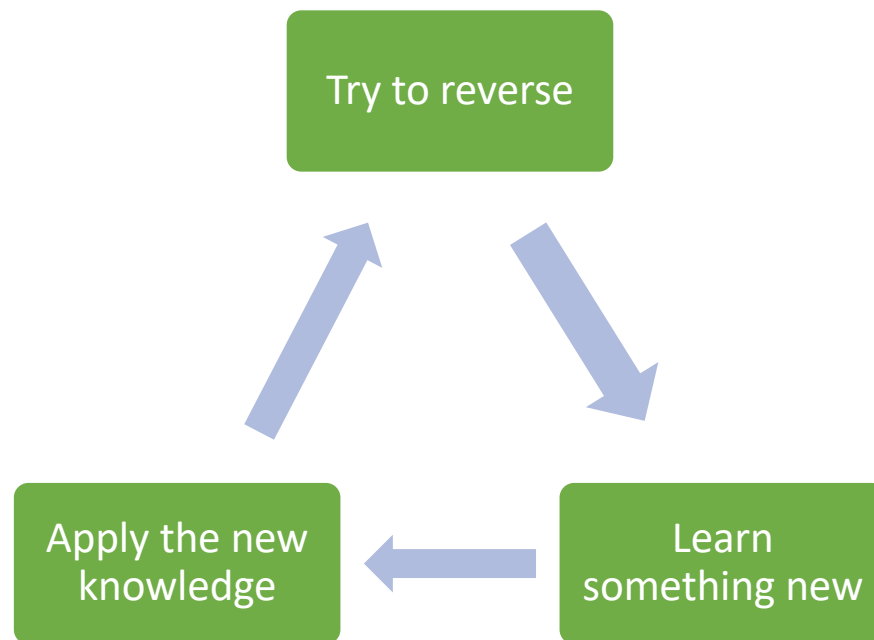 Try to reverse
Apply the new
knowledge
Learn
something new